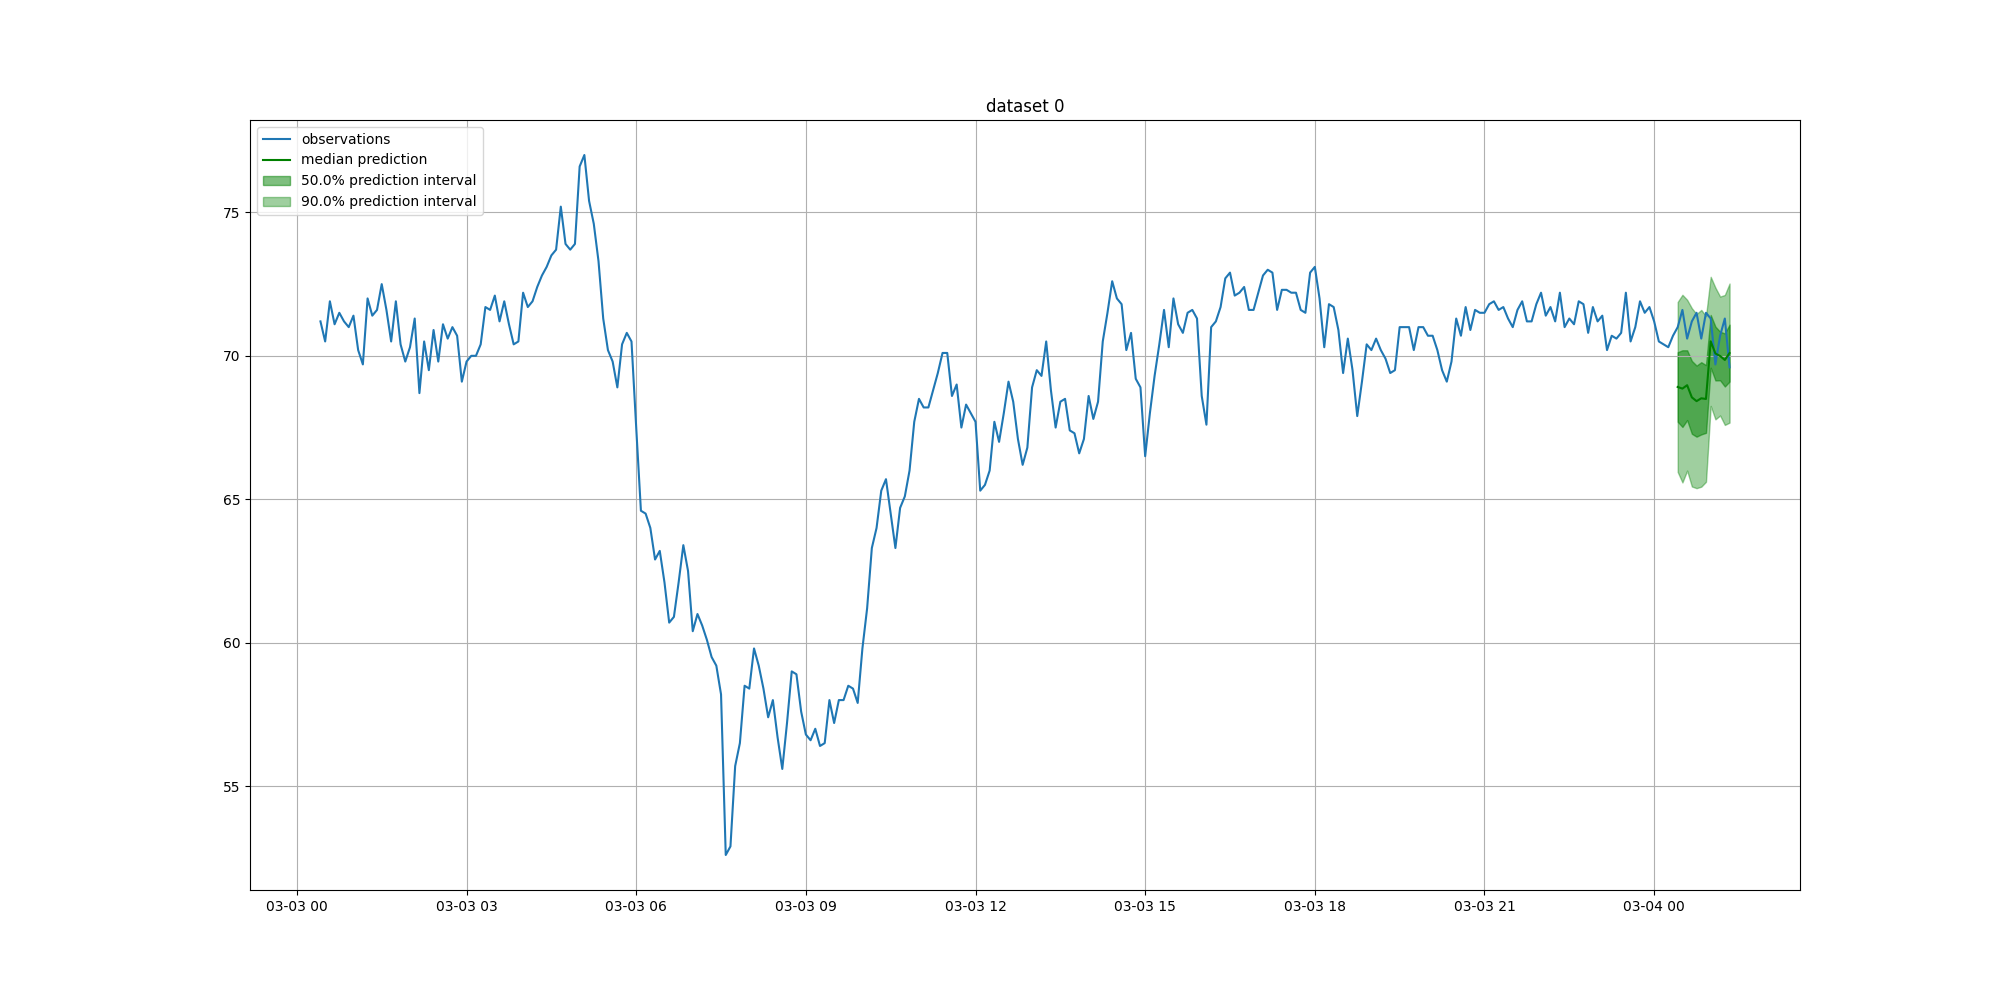 dataset 0
observations
median prediction
50.0% prediction interval
90.0% prediction interval
75
70
65
60
55
03-03 00
03-03 03
03-03 06
03-03 09
03-03 12
03-03 15
03-03 18
03-03 21
03-04 00